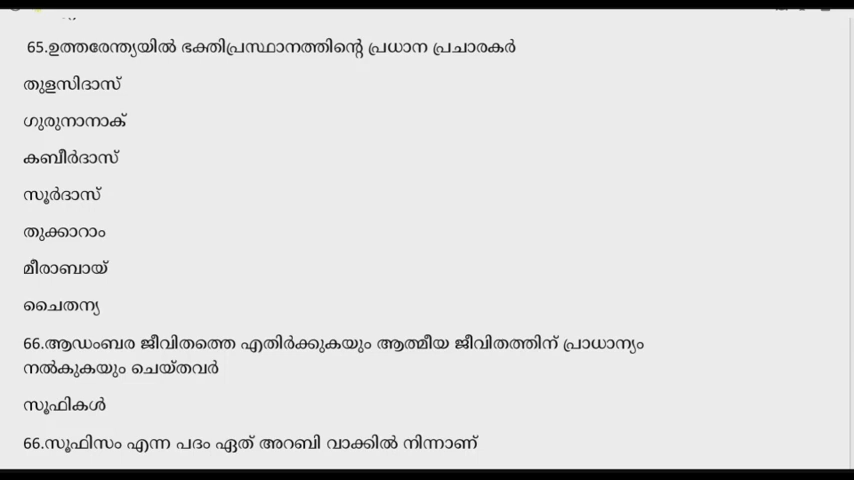 65.ഉത്തരേന്ത്യയിൽ ഭക്തിപ്രസ്ഥാനത്തിന്റെ പ്രധാന പ്രചാരകർ
തുളസിദാസ്
ഗുരുനാനാക്
കബീർദാസ്
സൂർദാസ്
തുക്കാറാം
മീരാബായ്
ചൈതന്യ
66.ആഡംബര ജീവിതത്തെ എതിർക്കുകയും ആത്മീയ ജീവിതത്തിന് പ്രാധാന്യം
നൽകുകയും ചെയ്തവർ
സൂഫികൾ
66.സൂഫിസം എന്ന പദം ഏത് അറബി വാക്കിൽ നിന്നാണ്